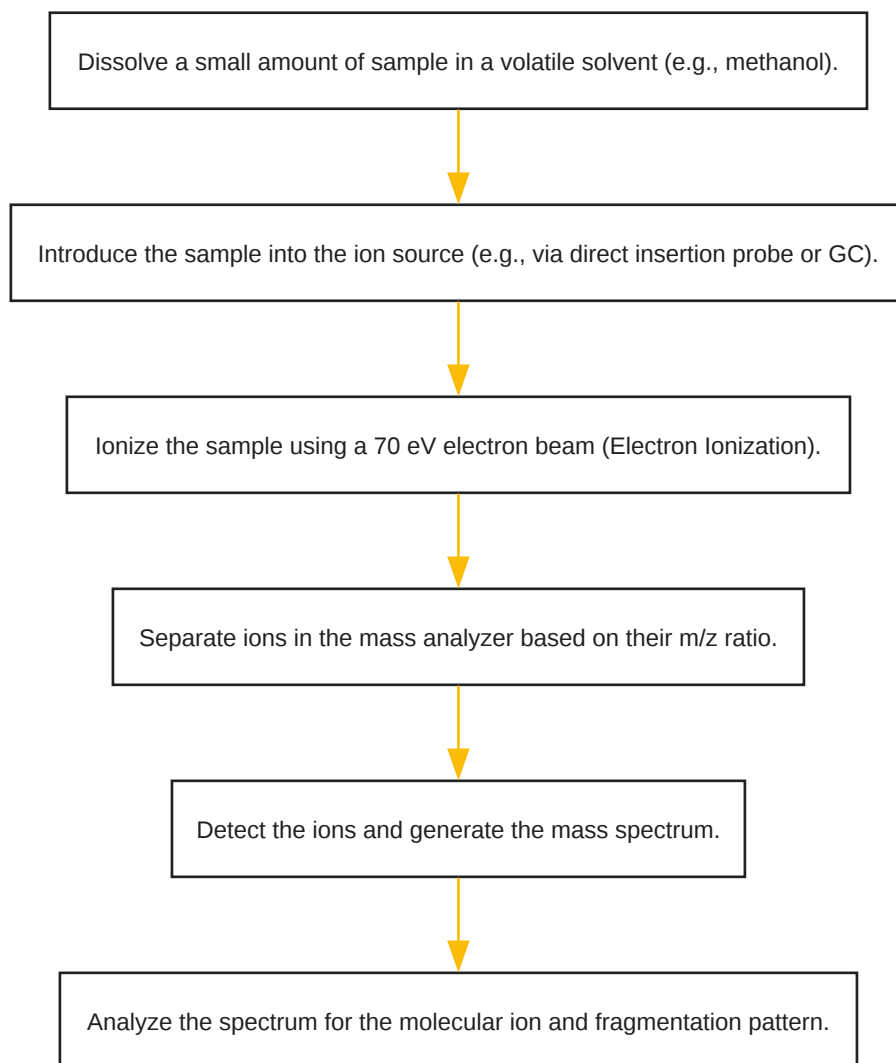 Dissolve a small amount of sample in a volatile solvent (e.g., methanol).
Introduce the sample into the ion source (e.g., via direct insertion probe or GC).
Ionize the sample using a 70 eV electron beam (Electron Ionization).
Separate ions in the mass analyzer based on their m/z ratio.
Detect the ions and generate the mass spectrum.
Analyze the spectrum for the molecular ion and fragmentation pattern.